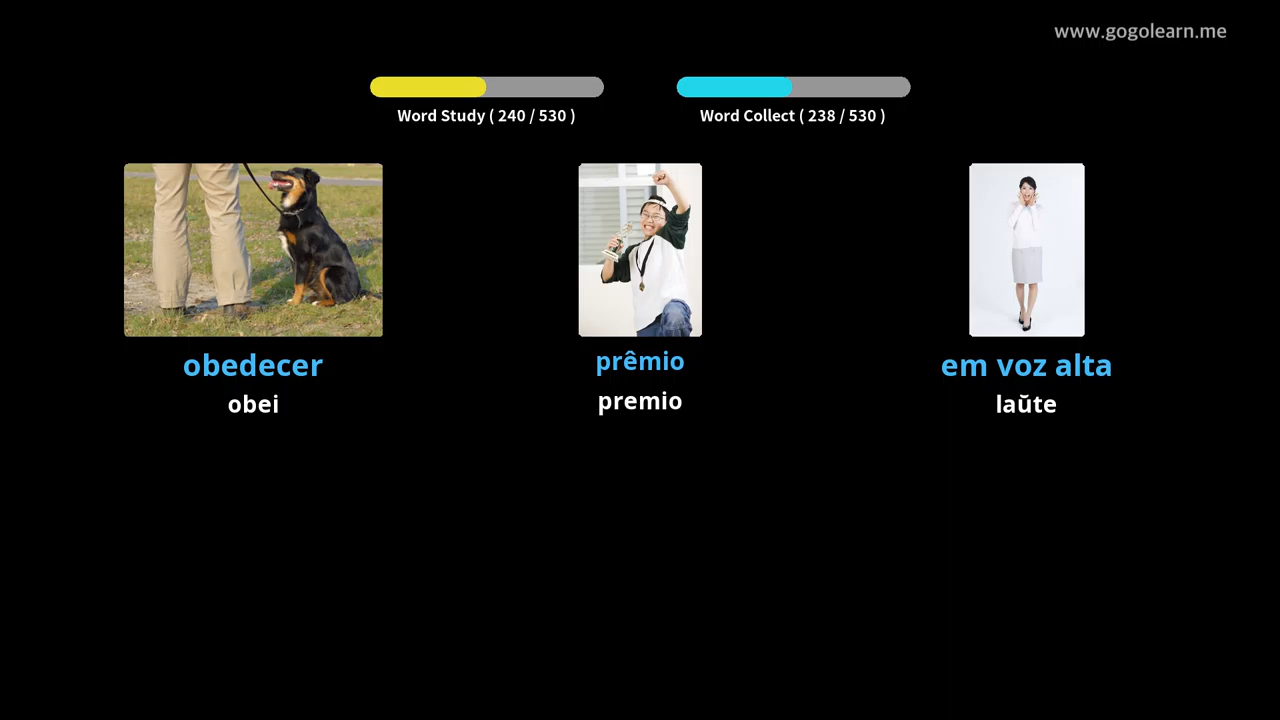 www.gogolearn.me
Word Study ( 240 / 530 )
Word Collect ( 238 / 530 )
obedecer
obei
prêmio
premio
em voz alta
laŭte